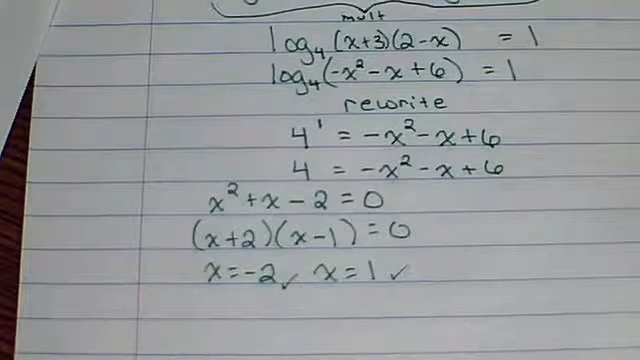 mult
log₄(x+3)(2-x) = 1
log₄(-x²-x+6) = 1
rewrite
4¹ = -x²-x+6
4 = -x²-x+6
x²+x-2=0
(x+2)(x-1)=0
x=-2✓ x=1✓